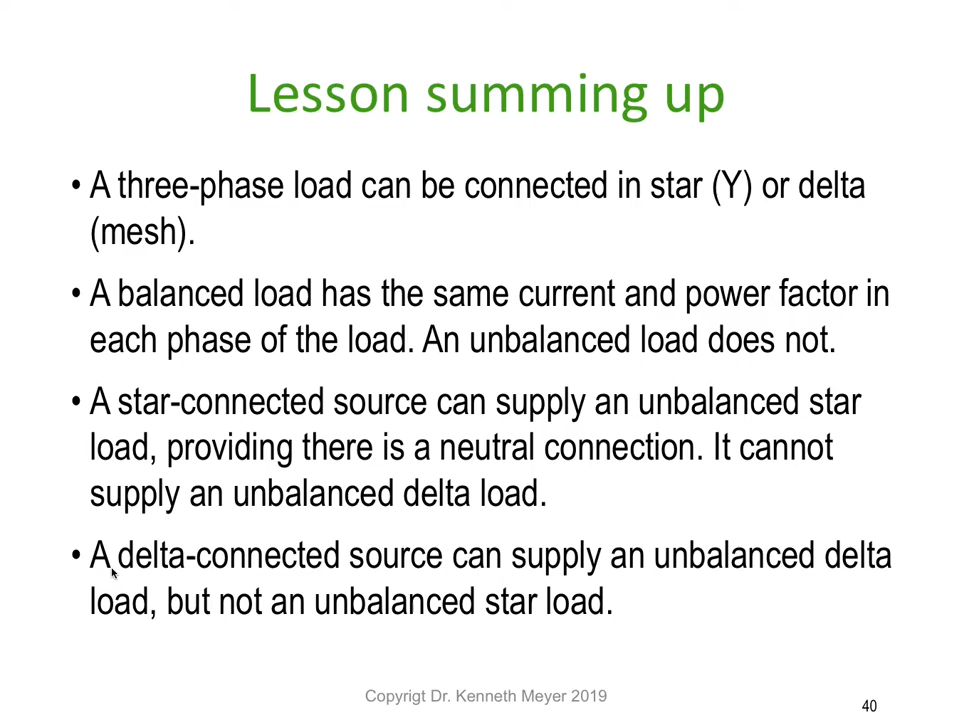 Lesson summing up
• A three-phase load can be connected in star (Y) or delta
(mesh).
• A balanced load has the same current and power factor in
each phase of the load. An unbalanced load does not.
• A star-connected source can supply an unbalanced star
load, providing there is a neutral connection. It cannot
supply an unbalanced delta load.
• A delta-connected source can supply an unbalanced delta
load, but not an unbalanced star load.
Copyrigt Dr. Kenneth Meyer 2019
40